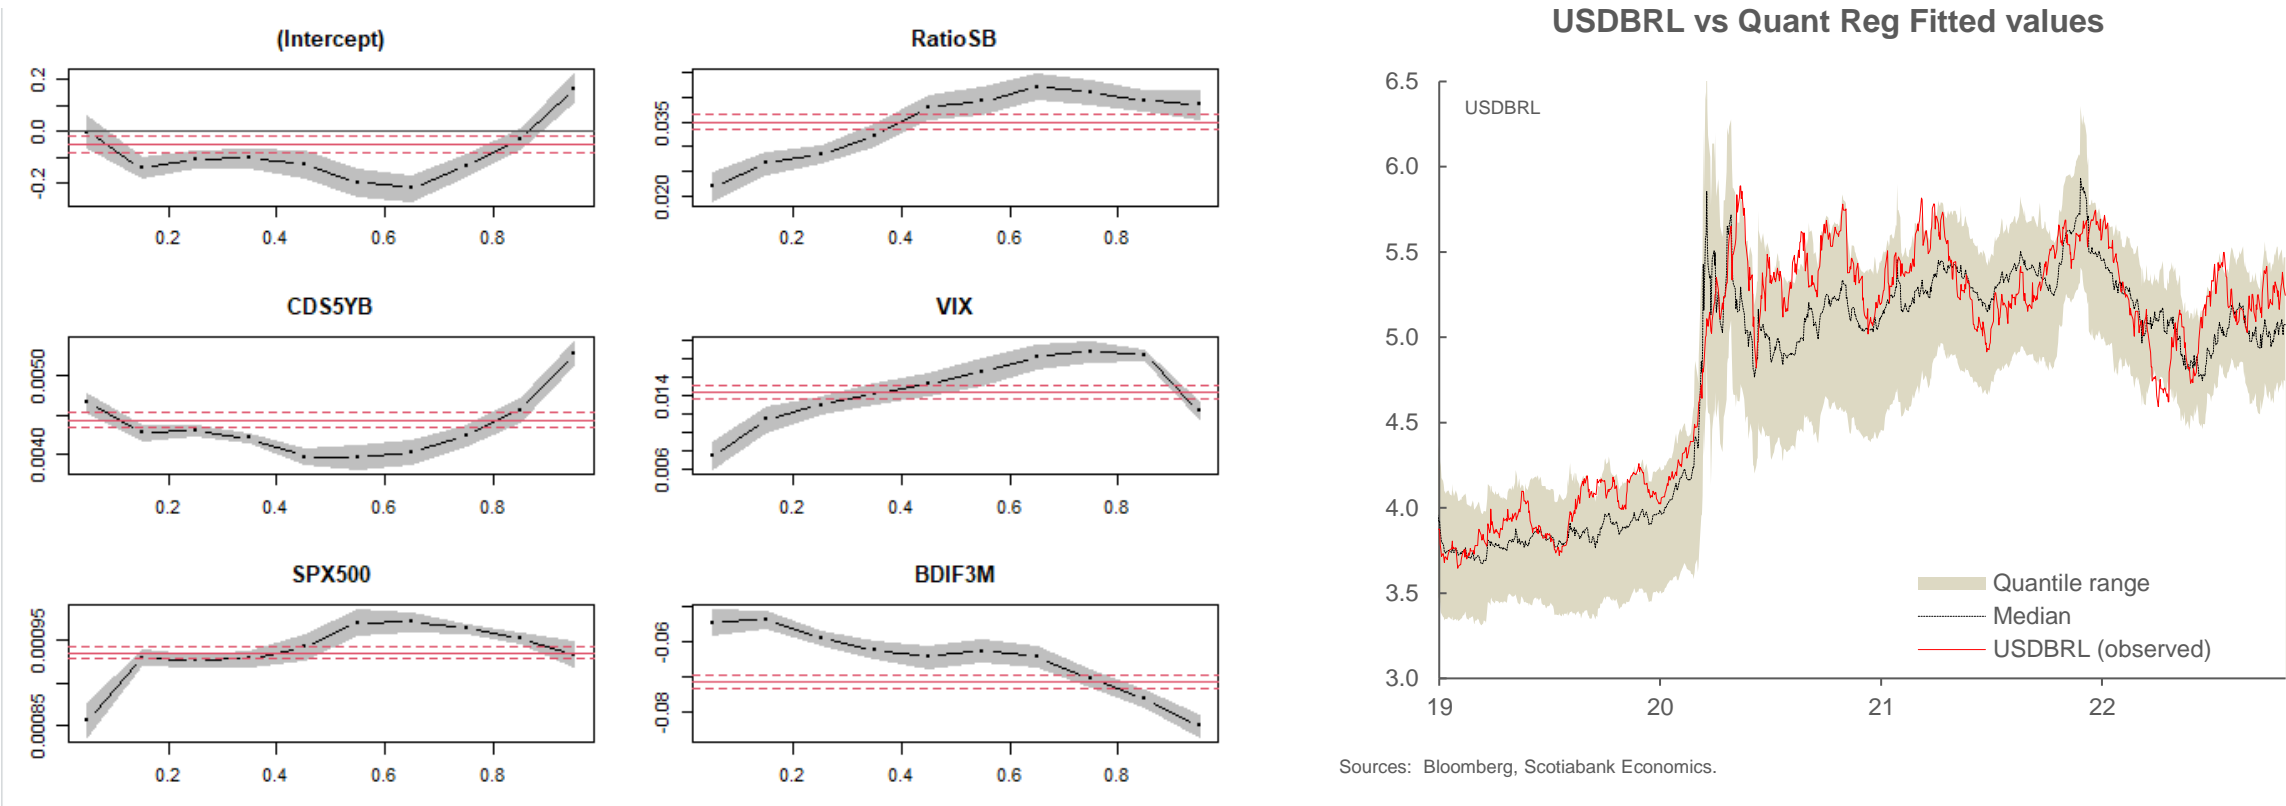 (Intercept)
0.2
0.0
-0.2
0.2 0.4 0.6 0.8
RatioSB
0.035
0.020
0.2 0.4 0.6 0.8
CDS5YB
0.0050
0.0040
0.2 0.4 0.6 0.8
VIX
0.014
0.006
0.2 0.4 0.6 0.8
SPX500
0.00095
0.00085
0.2 0.4 0.6 0.8
BDIF3M
-0.06
-0.08
0.2 0.4 0.6 0.8
USDBRL vs Quant Reg Fitted values
USDBRL
6.5
6.0
5.5
5.0
4.5
4.0
3.5
3.0
19 20 21 22
Quantile range
Median
USDBRL (observed)
Sources: Bloomberg, Scotiabank Economics.